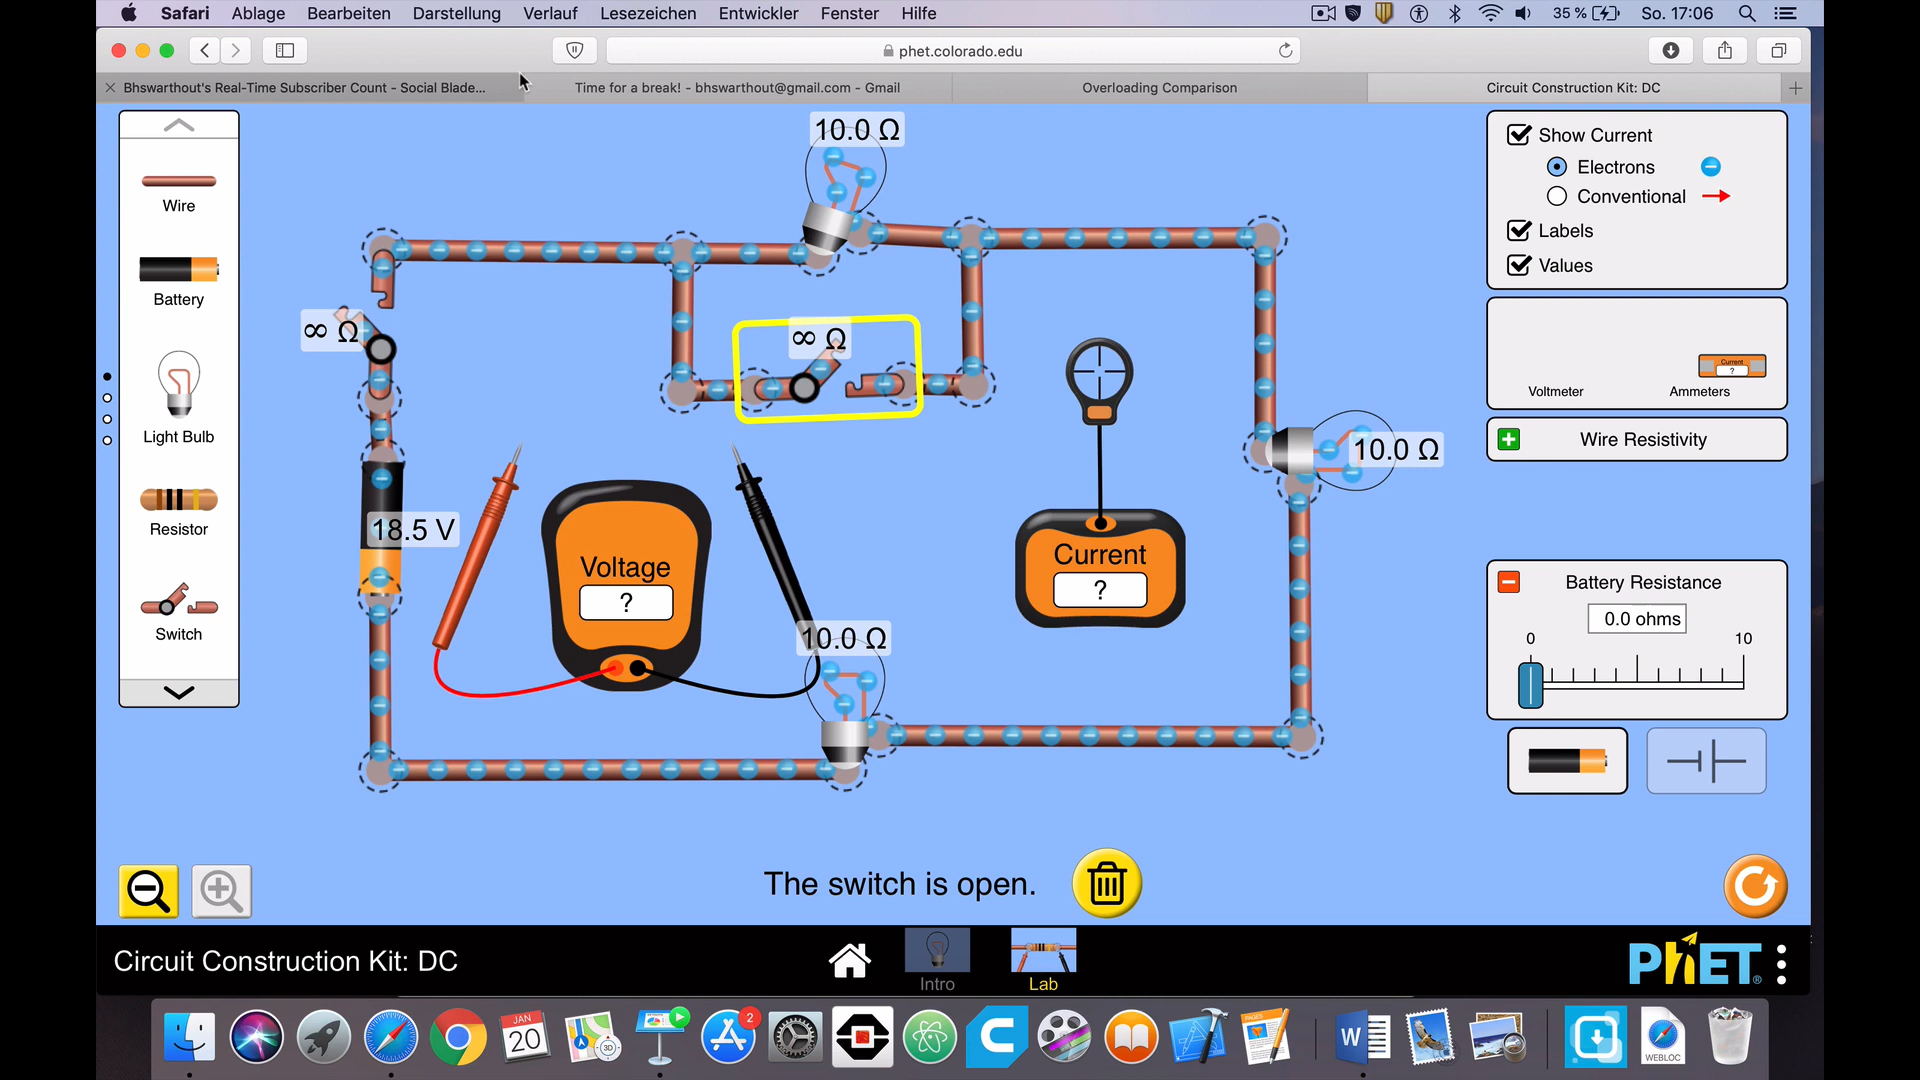 Safari Ablage Bearbeiten Darstellung Verlauf Lesezeichen Entwickler Fenster Hilfe 35 % So. 17:06
phet.colorado.edu
Bhswarthout's Real-Time Subscriber Count - Social Blade... Time for a break! - bhswarthout@gmail.com - Gmail Overloading Comparison Circuit Construction Kit: DC
Wire
Battery
Light Bulb
Resistor
Switch
10.0 Ω
∞ Ω
∞ Ω
18.5 V
10.0 Ω
10.0 Ω
Voltage
?
Current
?
The switch is open.
Show Current
Electrons
Conventional
Labels
Values
Current
?
Voltmeter Ammeters
Wire Resistivity
Battery Resistance
0.0 ohms
0 10
Circuit Construction Kit: DC
Intro
Lab
PhET
JAN
20
3D
2
W
WEBLOC